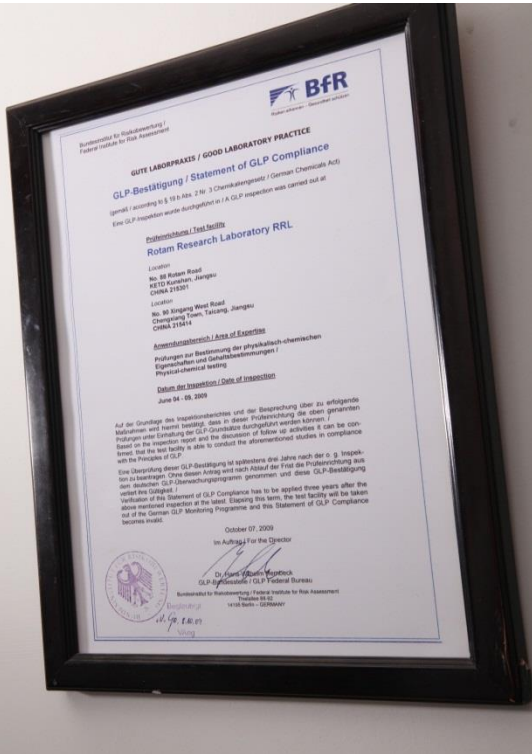 BfR
Risiken erkennen – Gesundheit schützen
Bundesinstitut für Risikobewertung /
Federal Institute for Risk Assessment
GUTE LABORPRAXIS / GOOD LABORATORY PRACTICE
GLP-Bestätigung / Statement of GLP Compliance
(gemäß / according to § 19 b Abs. 2 Nr. 3 Chemikaliengesetz / German Chemicals Act)
Eine GLP-Inspektion wurde durchgeführt in / A GLP inspection was carried out at
Prüfeinrichtung / Test facility
Rotam Research Laboratory RRL
Location
No. 88 Rotam Road
KETD Kunshan, Jiangsu
CHINA 215301
Location
No. 90 Xingang West Road
Chengxiang Town, Taicang, Jiangsu
CHINA 215414
Anwendungsbereich / Area of Expertise
Prüfungen zur Bestimmung der physikalisch-chemischen
Eigenschaften und Gehaltsbestimmungen /
Physical-chemical testing
Datum der Inspektion / Date of inspection
June 04 - 09, 2009
Auf der Grundlage des Inspektionsberichtes und der Besprechung über zu erfolgende
Maßnahmen wird hiermit bestätigt, dass in dieser Prüfeinrichtung die oben genannten
Prüfungen unter Einhaltung der GLP-Grundsätze durchgeführt werden können. /
Based on the inspection report and the discussion of follow up activities it can be con-
firmed, that the test facility is able to conduct the aforementioned studies in compliance
with the Principles of GLP.
Eine Überprüfung dieser GLP-Bestätigung ist spätestens drei Jahre nach der o. g. Inspek-
tion zu beantragen. Ohne diesen Antrag wird nach Ablauf der Frist die Prüfeinrichtung aus
dem deutschen GLP-Überwachungsprogramm genommen und diese GLP-Bestätigung
verliert ihre Gültigkeit. /
Verification of this Statement of GLP Compliance has to be applied three years after the
above mentioned inspection at the latest. Elapsing this term, the test facility will be taken
out of the German GLP Monitoring Programme and this Statement of GLP Compliance
becomes invalid.
October 07, 2009
Im Auftrag / For the Director
Dr. Hans-Wilhelm
GLP-Bundesstelle / GLP Federal Bureau
Bundesinstitut für Risikobewertung / Federal Institute for Risk Assessment
Thielallee 88-92
14195 Berlin – GERMANY
Beglaubigt
8.10.09